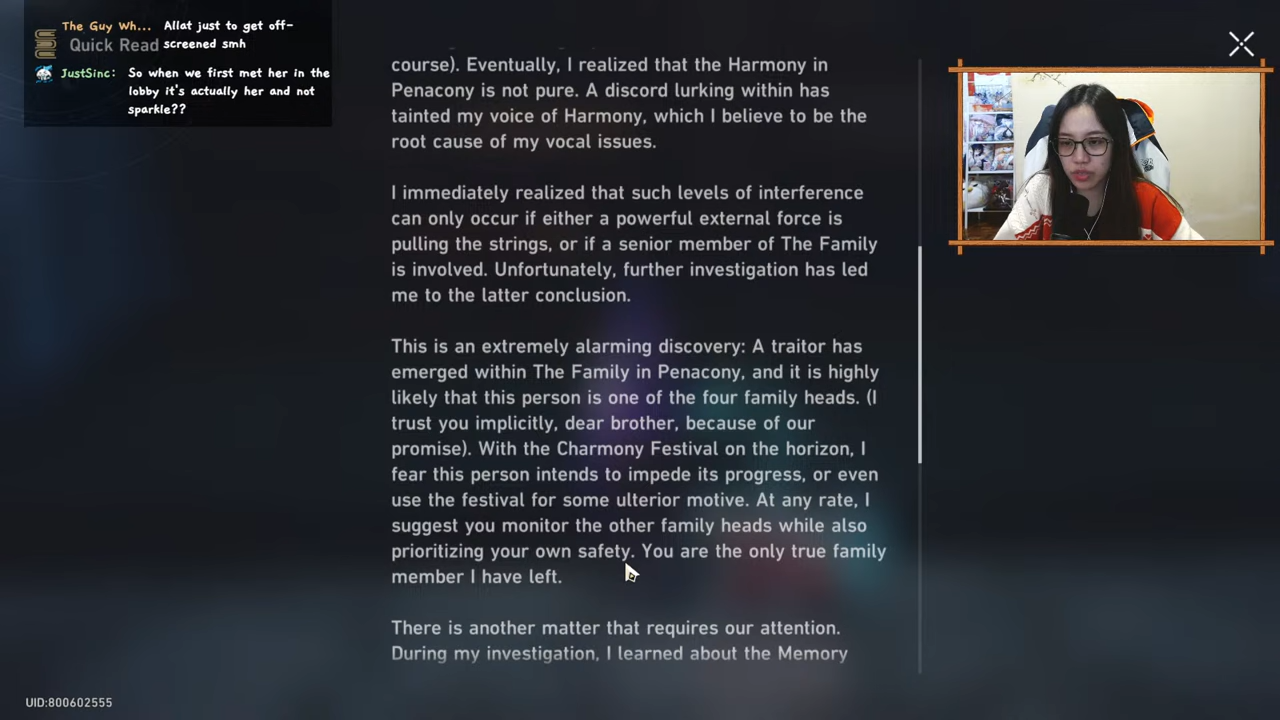 The Guy Wh... Allat just to get off-
screened smh
Quick Read
JustSinc: So when we first met her in the
lobby it's actually her and not
sparkle??
course). Eventually, I realized that the Harmony in
Penacony is not pure. A discord lurking within has
tainted my voice of Harmony, which I believe to be the
root cause of my vocal issues.
I immediately realized that such levels of interference
can only occur if either a powerful external force is
pulling the strings, or if a senior member of The Family
is involved. Unfortunately, further investigation has led
me to the latter conclusion.
This is an extremely alarming discovery: A traitor has
emerged within The Family in Penacony, and it is highly
likely that this person is one of the four family heads. (I
trust you implicitly, dear brother, because of our
promise). With the Charmony Festival on the horizon, I
fear this person intends to impede its progress, or even
use the festival for some ulterior motive. At any rate, I
suggest you monitor the other family heads while also
prioritizing your own safety. You are the only true family
member I have left.
There is another matter that requires our attention.
During my investigation, I learned about the Memory
UID:800602555